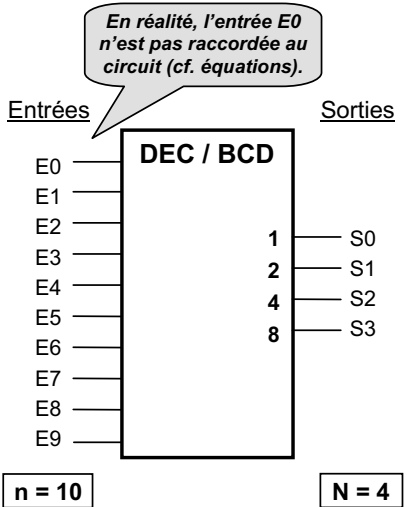 En réalité, l'entrée E0
n'est pas raccordée au
circuit (cf. équations).
Entrées
Sorties
DEC / BCD
E0
E1
E2
E3
E4
E5
E6
E7
E8
E9
1 S0
2 S1
4 S2
8 S3
n = 10
N = 4